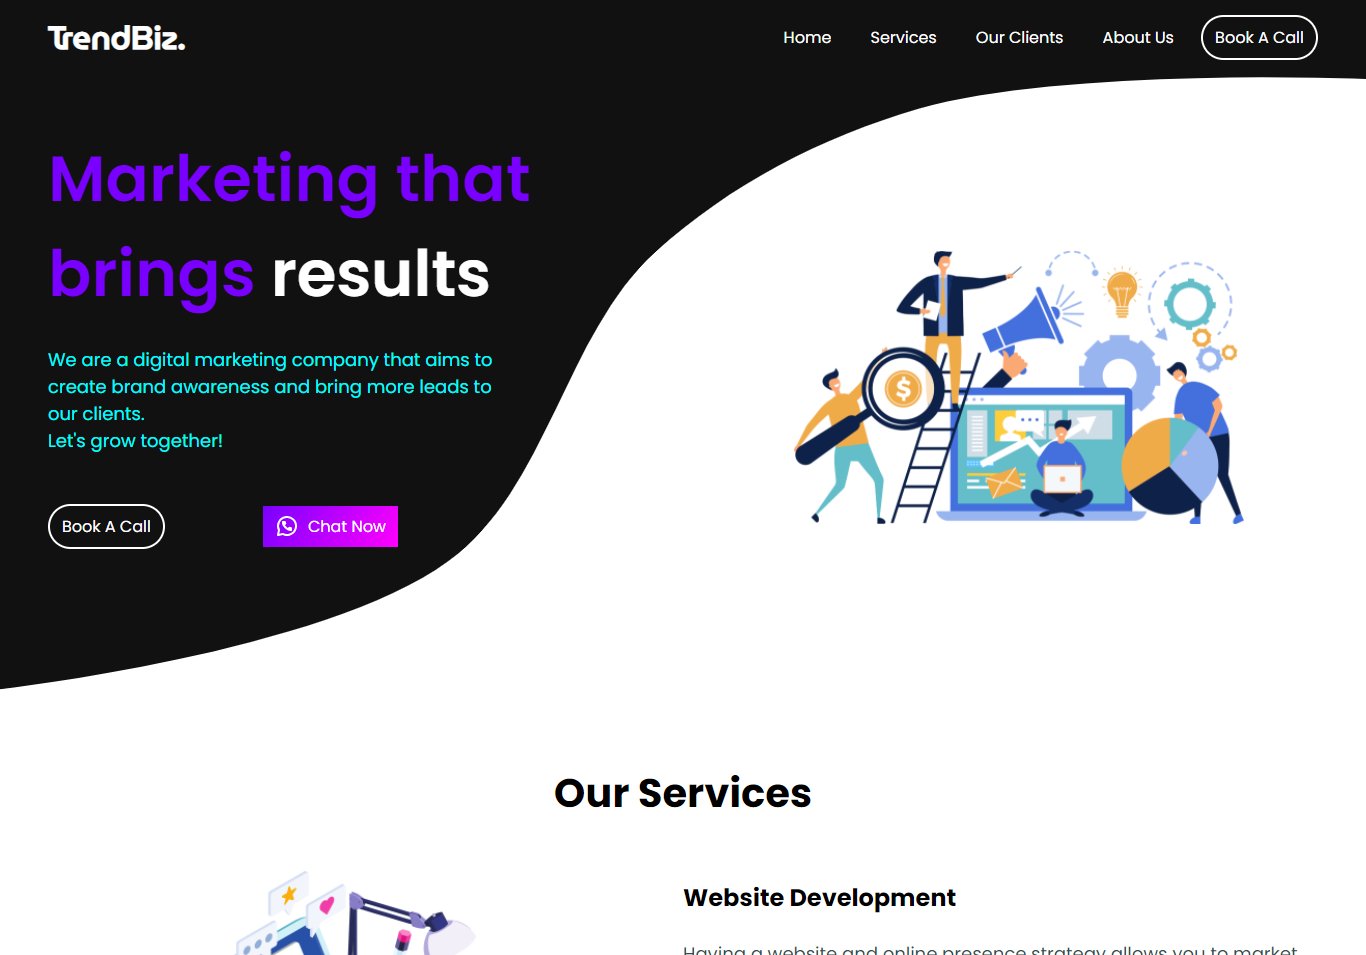 TrendBiz.
Home Services Our Clients About Us Book A Call
Marketing that
brings results
We are a digital marketing company that aims to
create brand awareness and bring more leads to
our clients.
Let's grow together!
Book A Call Chat Now
$
Our Services
Website Development
Having a website and online presence strategy allows you to market